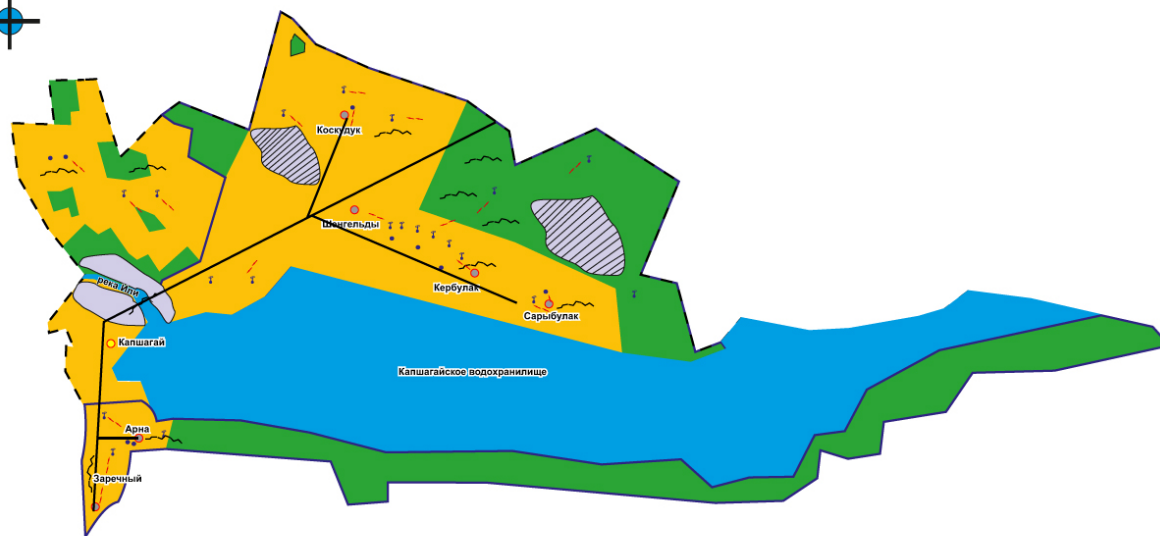 Коскудук
Шенгельды
река Или
Кербулак
Сарыбулак
Капшагай
Капшагайское водохранилище
Арна
Заречный